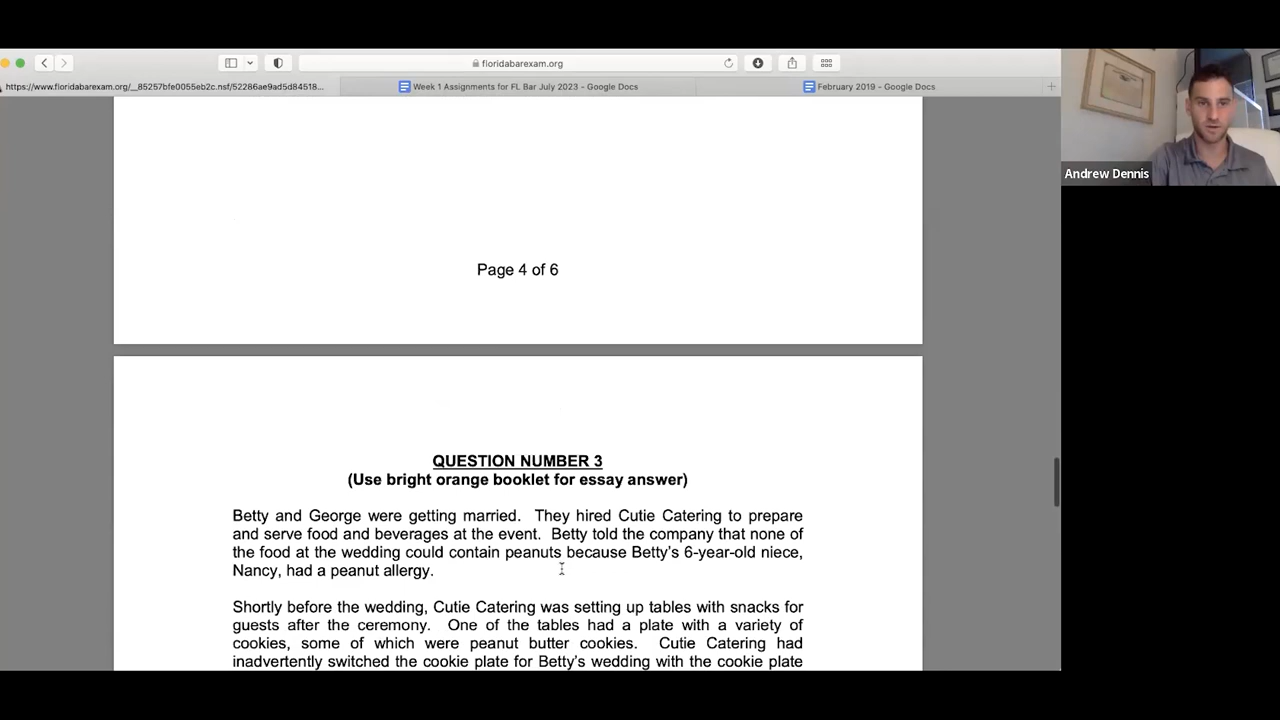 floridabarexam.org
https://www.floridabarexam.org/__85257bfe0055eb2c.nsf/52286ae9ad5d84518...
Week 1 Assignments for FL Bar July 2023 - Google Docs
February 2019 - Google Docs
Andrew Dennis
Page 4 of 6
QUESTION NUMBER 3
(Use bright orange booklet for essay answer)
Betty and George were getting married. They hired Cutie Catering to prepare
and serve food and beverages at the event. Betty told the company that none of
the food at the wedding could contain peanuts because Betty's 6-year-old niece,
Nancy, had a peanut allergy.
Shortly before the wedding, Cutie Catering was setting up tables with snacks for
guests after the ceremony. One of the tables had a plate with a variety of
cookies, some of which were peanut butter cookies. Cutie Catering had
inadvertently switched the cookie plate for Betty's wedding with the cookie plate